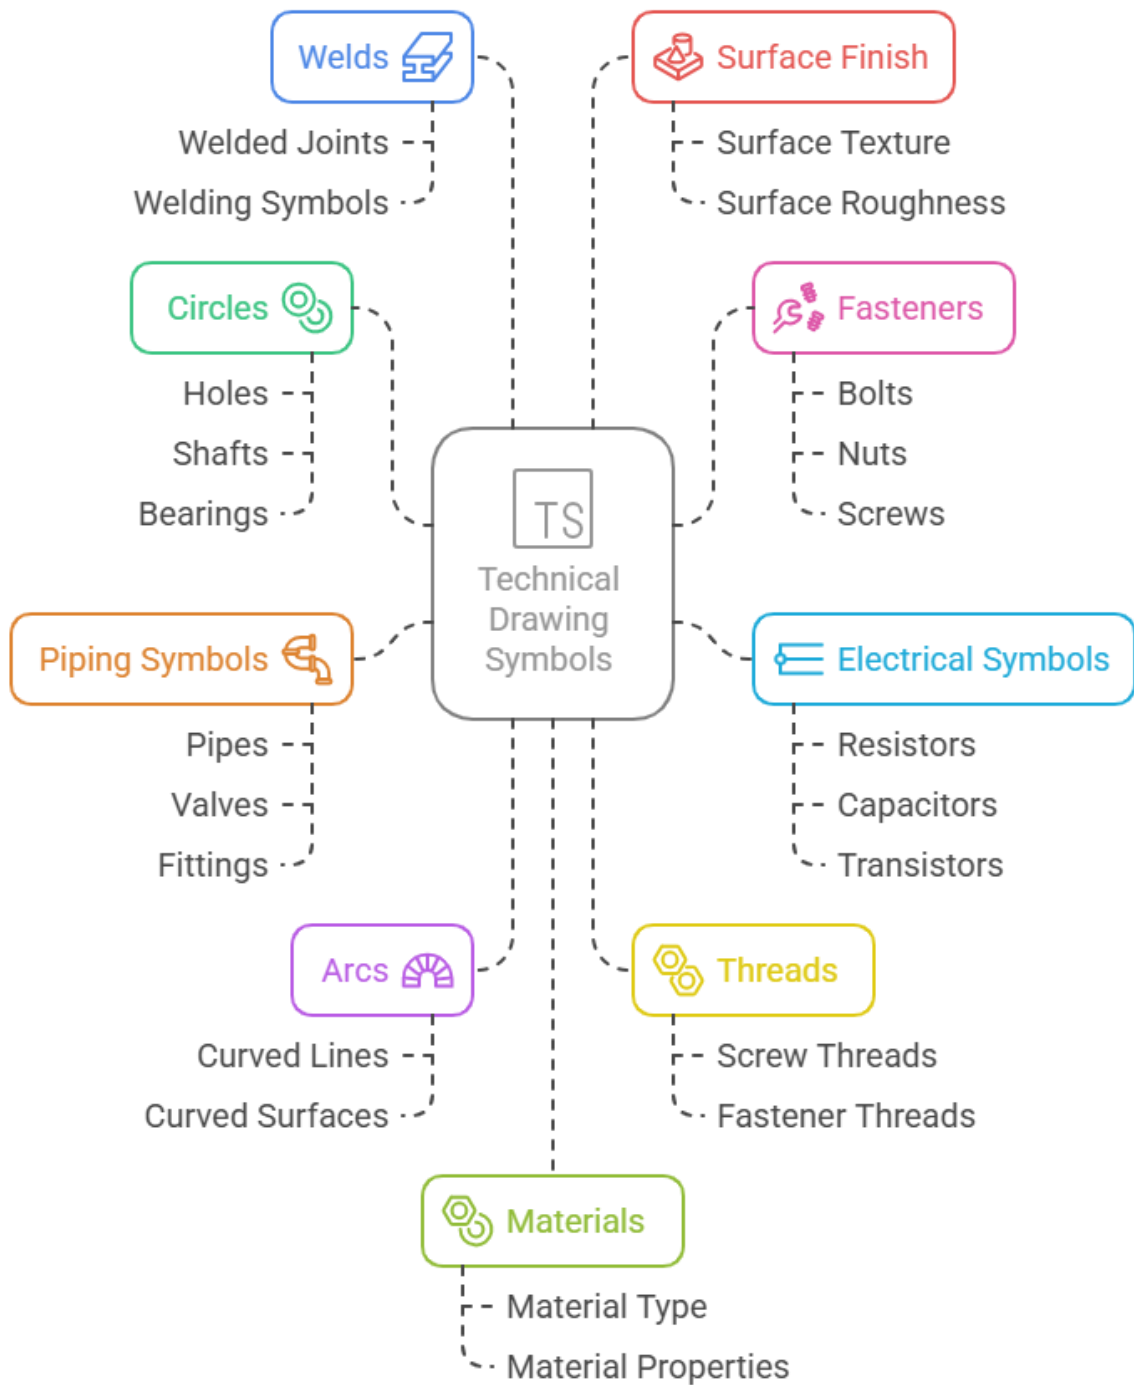 Welds
Welded Joints
Welding Symbols
Surface Finish
Surface Texture
Surface Roughness
Circles
Holes
Shafts
Bearings
Fasteners
Bolts
Nuts
Screws
TS
Technical
Drawing
Symbols
Piping Symbols
Pipes
Valves
Fittings
Electrical Symbols
Resistors
Capacitors
Transistors
Arcs
Curved Lines
Curved Surfaces
Threads
Screw Threads
Fastener Threads
Materials
Material Type
Material Properties